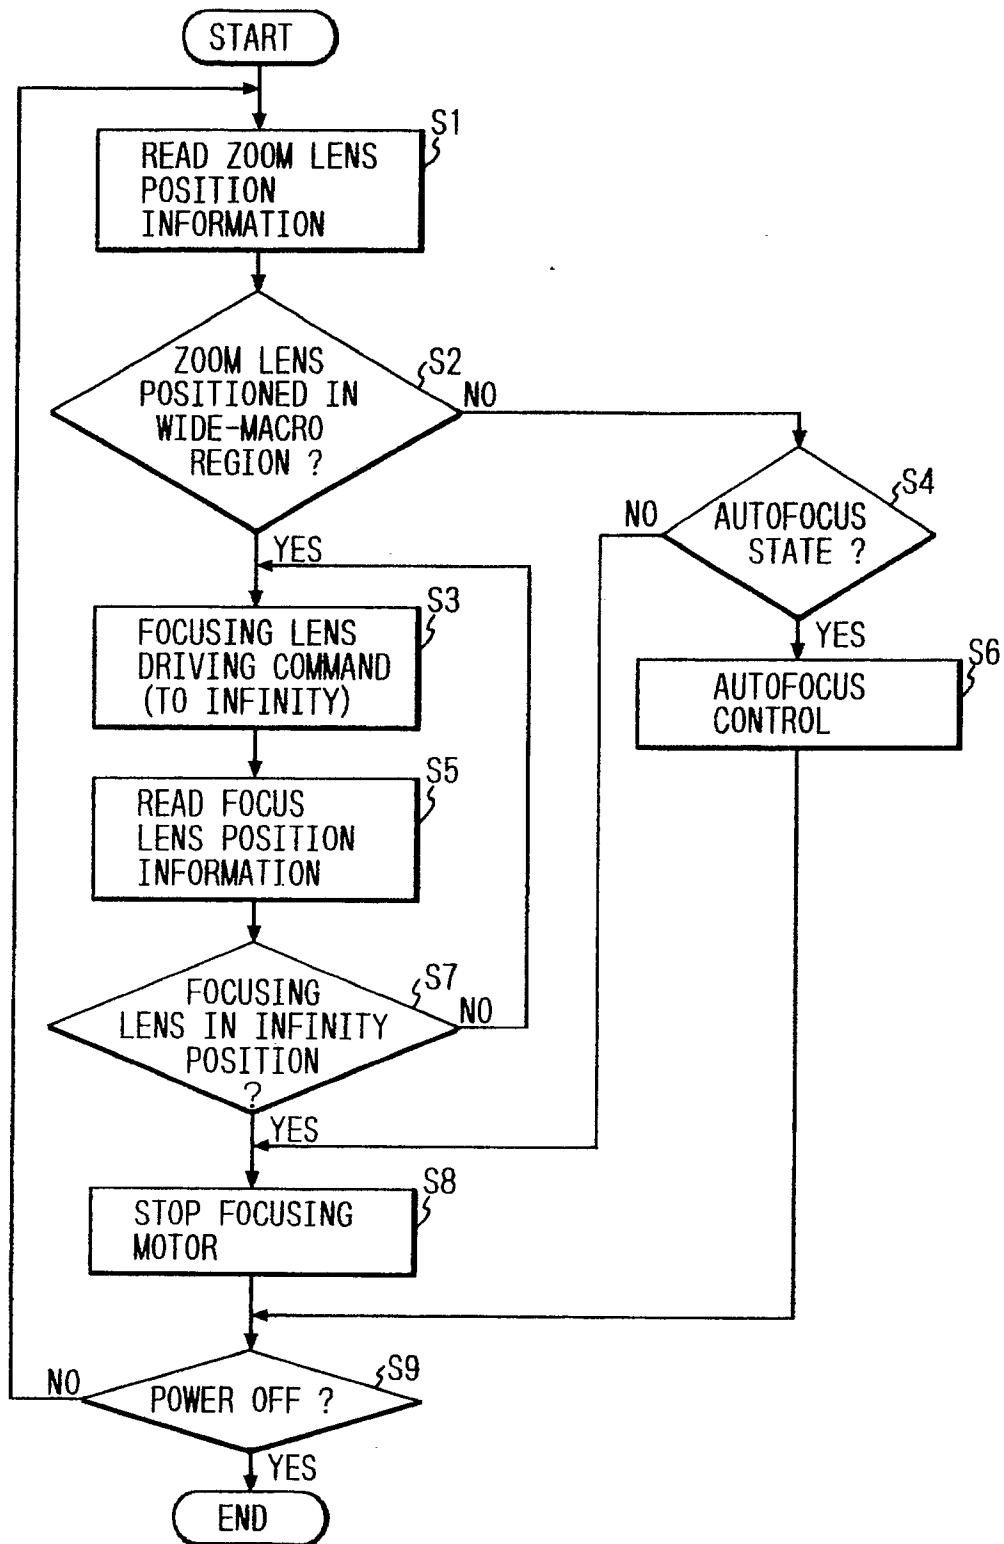 START
S1
READ ZOOM LENS
POSITION
INFORMATION
S2
ZOOM LENS
POSITIONED IN
WIDE-MACRO
REGION ?
NO
YES
S4
AUTOFOCUS
STATE ?
NO
YES
S3
FOCUSING LENS
DRIVING COMMAND
(TO INFINITY)
S6
AUTOFOCUS
CONTROL
S5
READ FOCUS
LENS POSITION
INFORMATION
S7
FOCUSING
LENS IN INFINITY
POSITION
?
NO
YES
S8
STOP FOCUSING
MOTOR
S9
POWER OFF ?
NO
YES
END